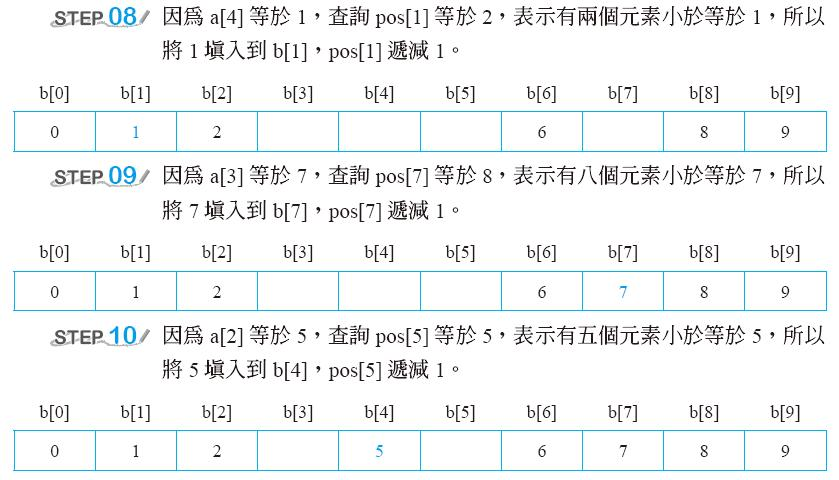 STEP 08 因為 a[4] 等於 1，查詢 pos[1] 等於 2，表示有兩個元素小於等於 1，所以
將 1 填入到 b[1]，pos[1] 遞減 1。
b[0] b[1] b[2] b[3] b[4] b[5] b[6] b[7] b[8] b[9]
0 1 2 6 8 9
STEP 09 因為 a[3] 等於 7，查詢 pos[7] 等於 8，表示有八個元素小於等於 7，所以
將 7 填入到 b[7]，pos[7] 遞減 1。
b[0] b[1] b[2] b[3] b[4] b[5] b[6] b[7] b[8] b[9]
0 1 2 6 7 8 9
STEP 10 因為 a[2] 等於 5，查詢 pos[5] 等於 5，表示有五個元素小於等於 5，所以
將 5 填入到 b[4]，pos[5] 遞減 1。
b[0] b[1] b[2] b[3] b[4] b[5] b[6] b[7] b[8] b[9]
0 1 2 5 6 7 8 9